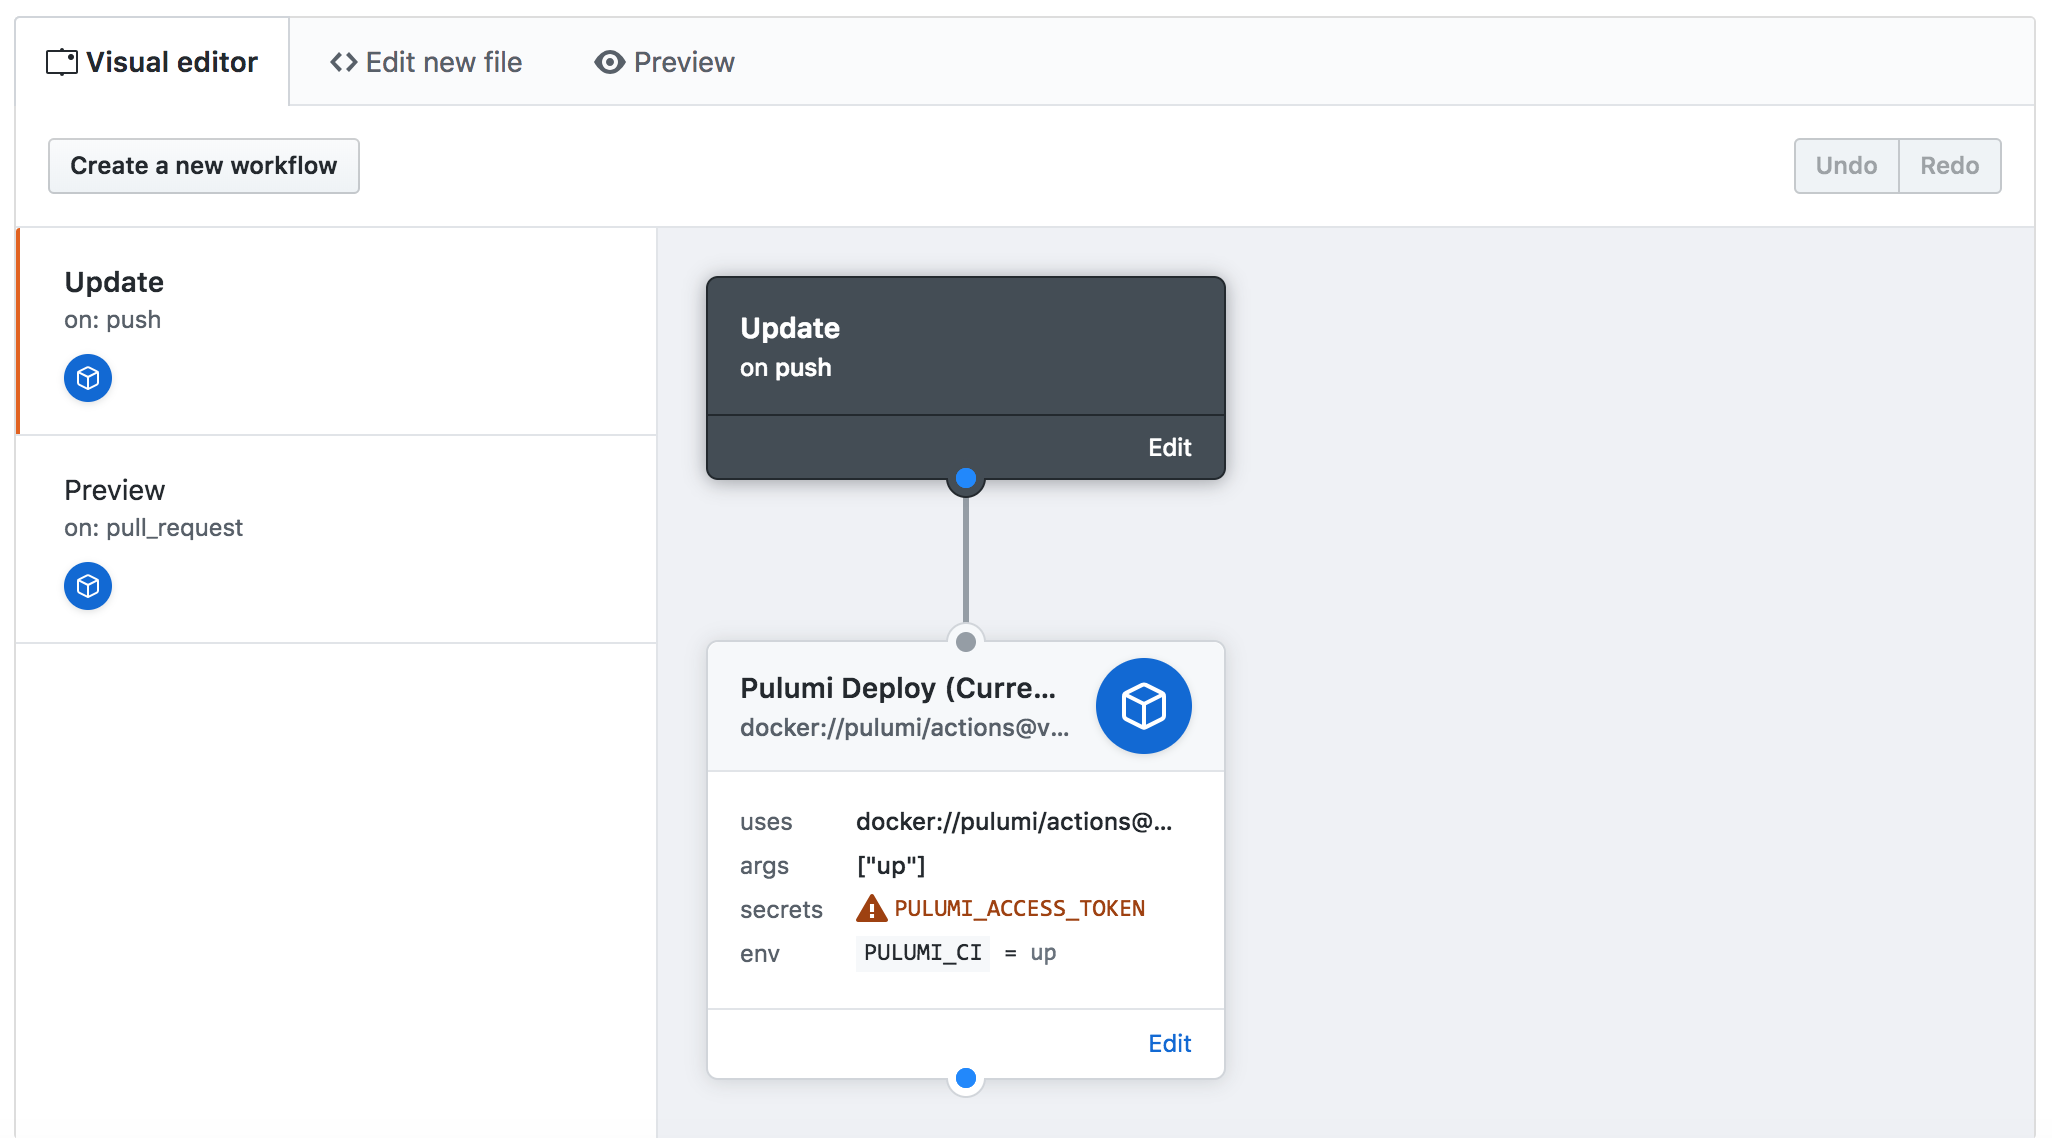 Visual editor
Edit new file
Preview
Create a new workflow
Undo
Redo
Update
on: push
Preview
on: pull_request
Update
on push
Edit
Pulumi Deploy (Curre...
docker://pulumi/actions@v...
uses docker://pulumi/actions@...
args ["up"]
secrets PULUMI_ACCESS_TOKEN
env PULUMI_CI = up
Edit